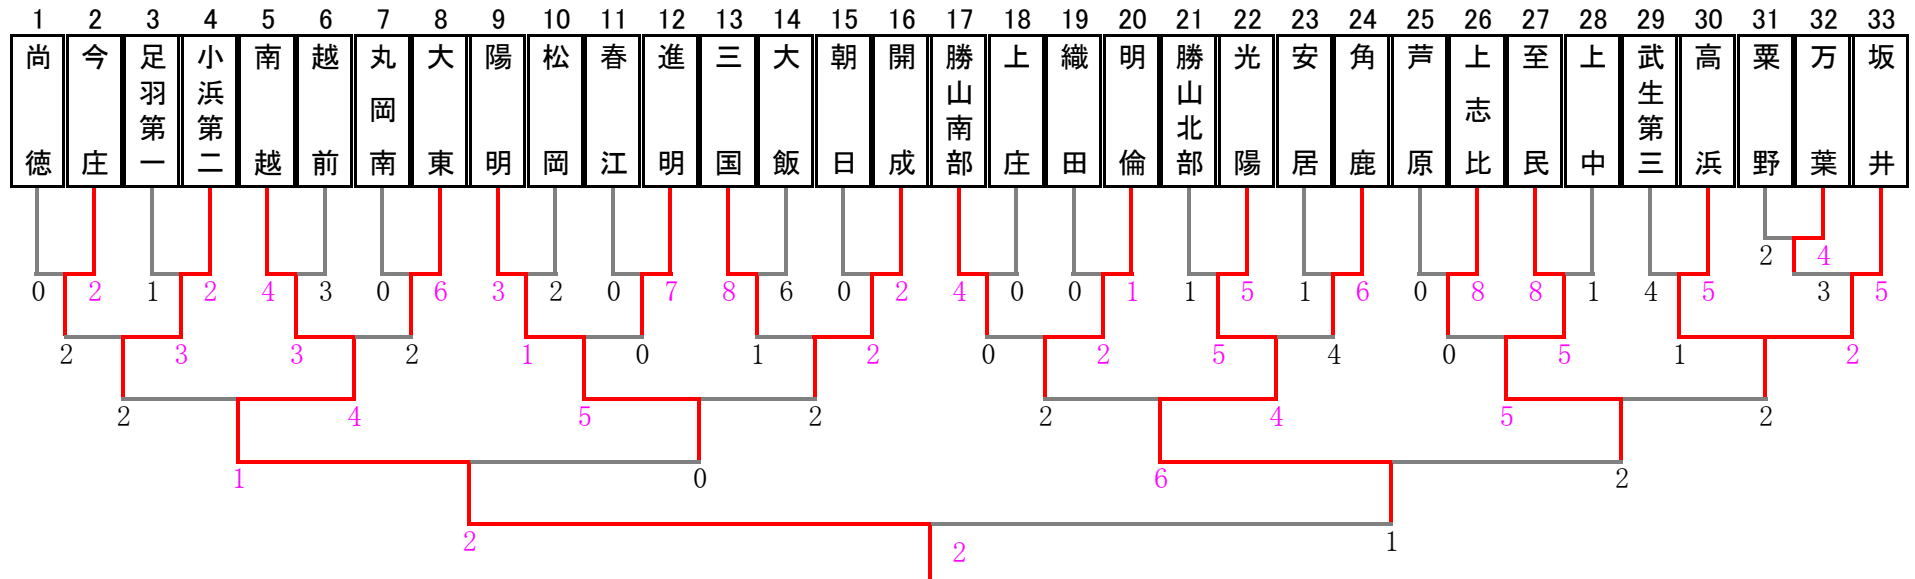 1 2 3 4 5 6 7 8 9 10 11 12 13 14 15 16 17 18 19 20 21 22 23 24 25 26 27 28 29 30 31 32 33
尚徳
今庄
足羽第一
小浜第二
南越
越前
丸岡南
大東
陽明
松岡
春江
進明
三国
大飯
朝日
開成
勝山南部
上庄
織田
明倫
勝山北部
光陽
安居
角鹿
芦原
上志比
至民
上中
武生第三
高浜
粟野
万葉
坂井
2 4
0 2 1 2 4 3 0 6 3 2 0 7 8 6 0 2 4 0 0 1 1 5 1 6 0 8 8 1 4 5 3 5
2 3 3 2 1 0 1 2 0 2 5 4 0 5 1 2
2 4 5 2 2 4 5 2
1 0 6 2
2 2 1